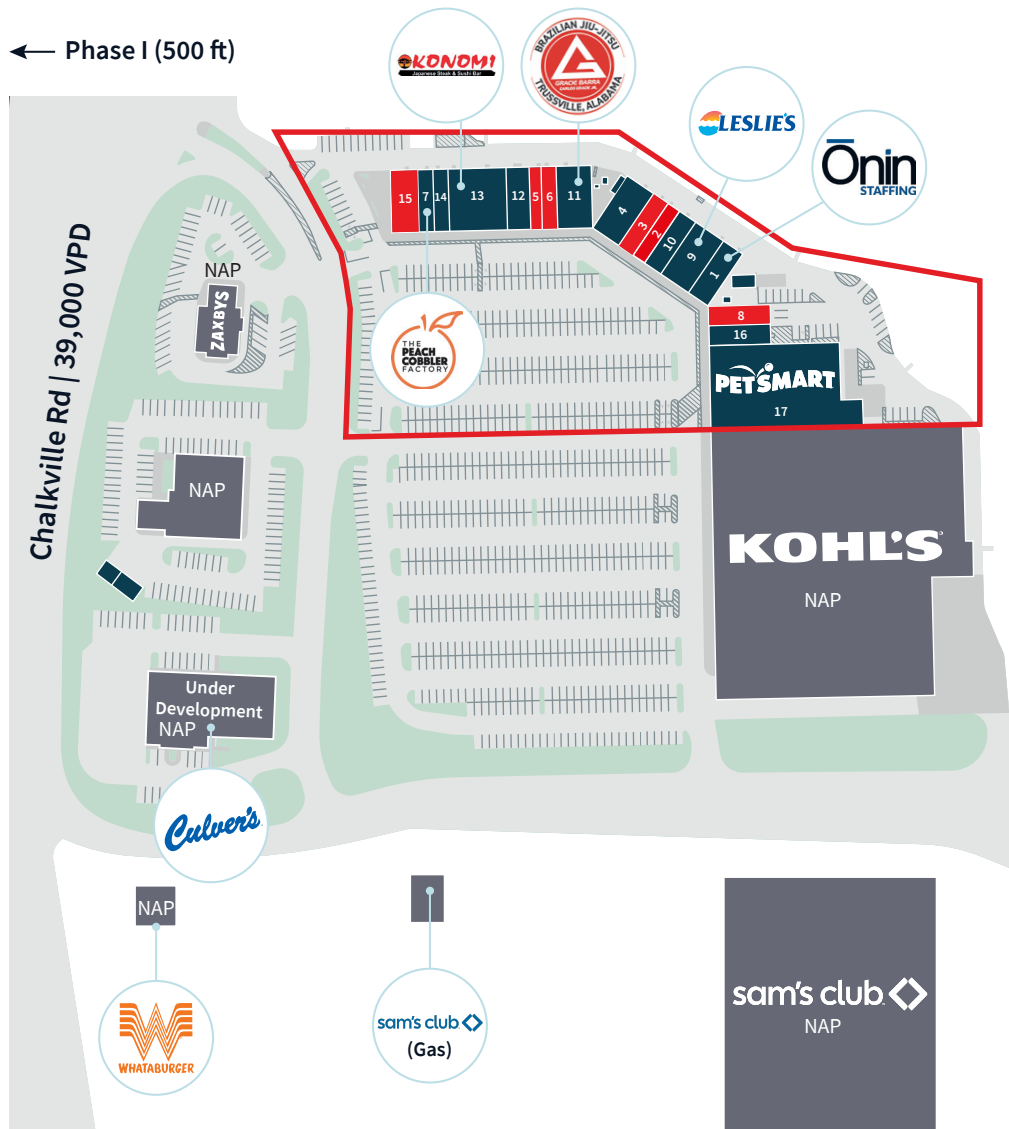 Phase I (500 ft)
KONOMI
Japanese Steak & Sushi Bar
BRAZILIAN JIU-JITSU
GRACIE BARRA
CARLOS GRACIE JR.
TRUSSVILLE, ALABAMA
LESLIE'S
Ōnin
STAFFING
15
7
14
13
12
5
6
11
4
3
2
10
9
1
8
16
PETSMART
17
THE
PEACH
COBBLER
FACTORY
Chalkville Rd | 39,000 VPD
NAP
ZAXBYS
NAP
KOHL'S
NAP
Under
Development
NAP
Culver's
NAP
WHATABURGER
sam's club
(Gas)
sam's club
NAP